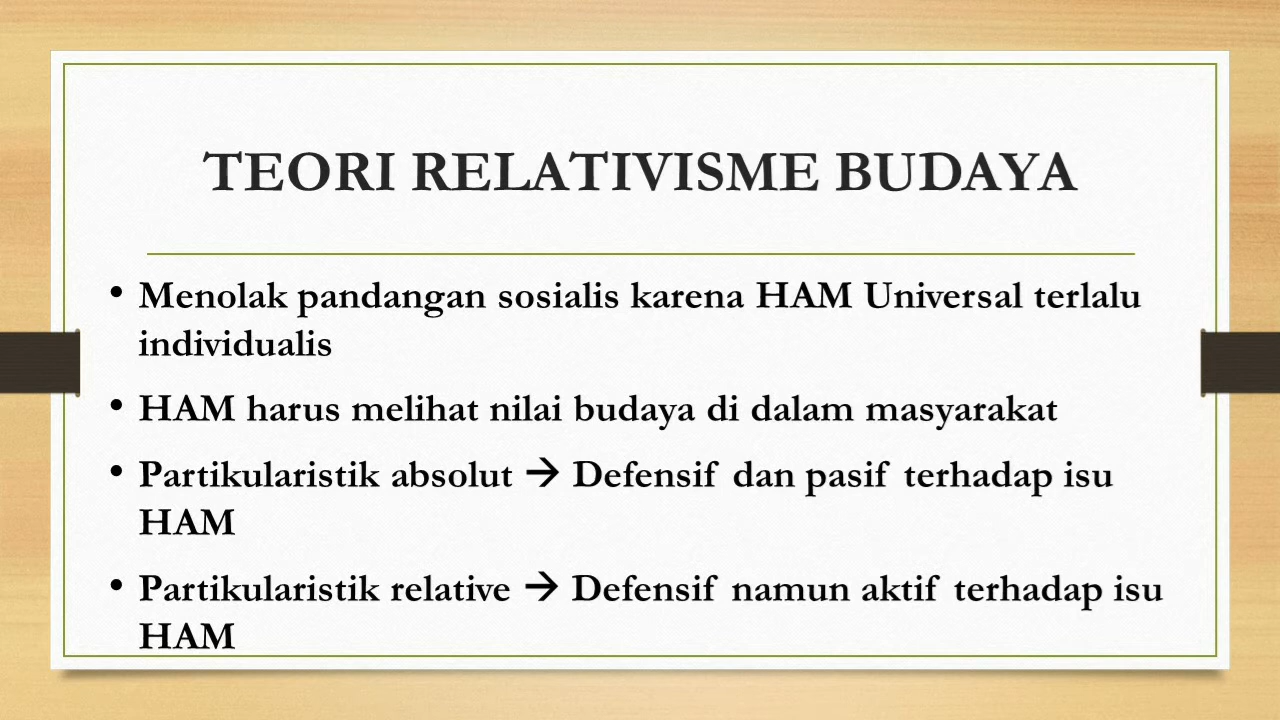 TEORI RELATIVISME BUDAYA
• Menolak pandangan sosialis karena HAM Universal terlalu
individualis
• HAM harus melihat nilai budaya di dalam masyarakat
• Partikularistik absolut → Defensif dan pasif terhadap isu
HAM
• Partikularistik relative → Defensif namun aktif terhadap isu
HAM